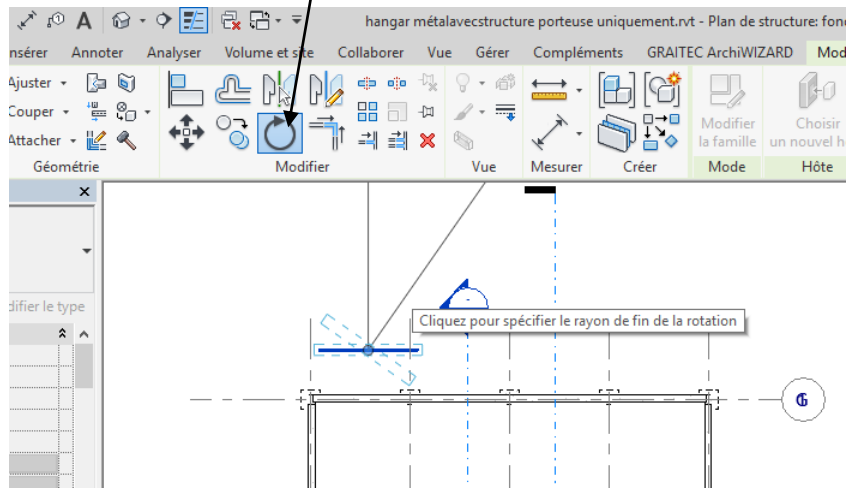 A
hangar métalavecstructure porteuse uniquement.rvt - Plan de structure: fond
nsérer Annoter Analyser Volume et site Collaborer Vue Gérer Compléments GRAITEC ArchiWIZARD Mod
Ajuster
Couper
Attacher
Modifier la famille
Choisir un nouvel h
Géométrie Modifier Vue Mesurer Créer Mode Hôte
difier le type
Cliquez pour spécifier le rayon de fin de la rotation